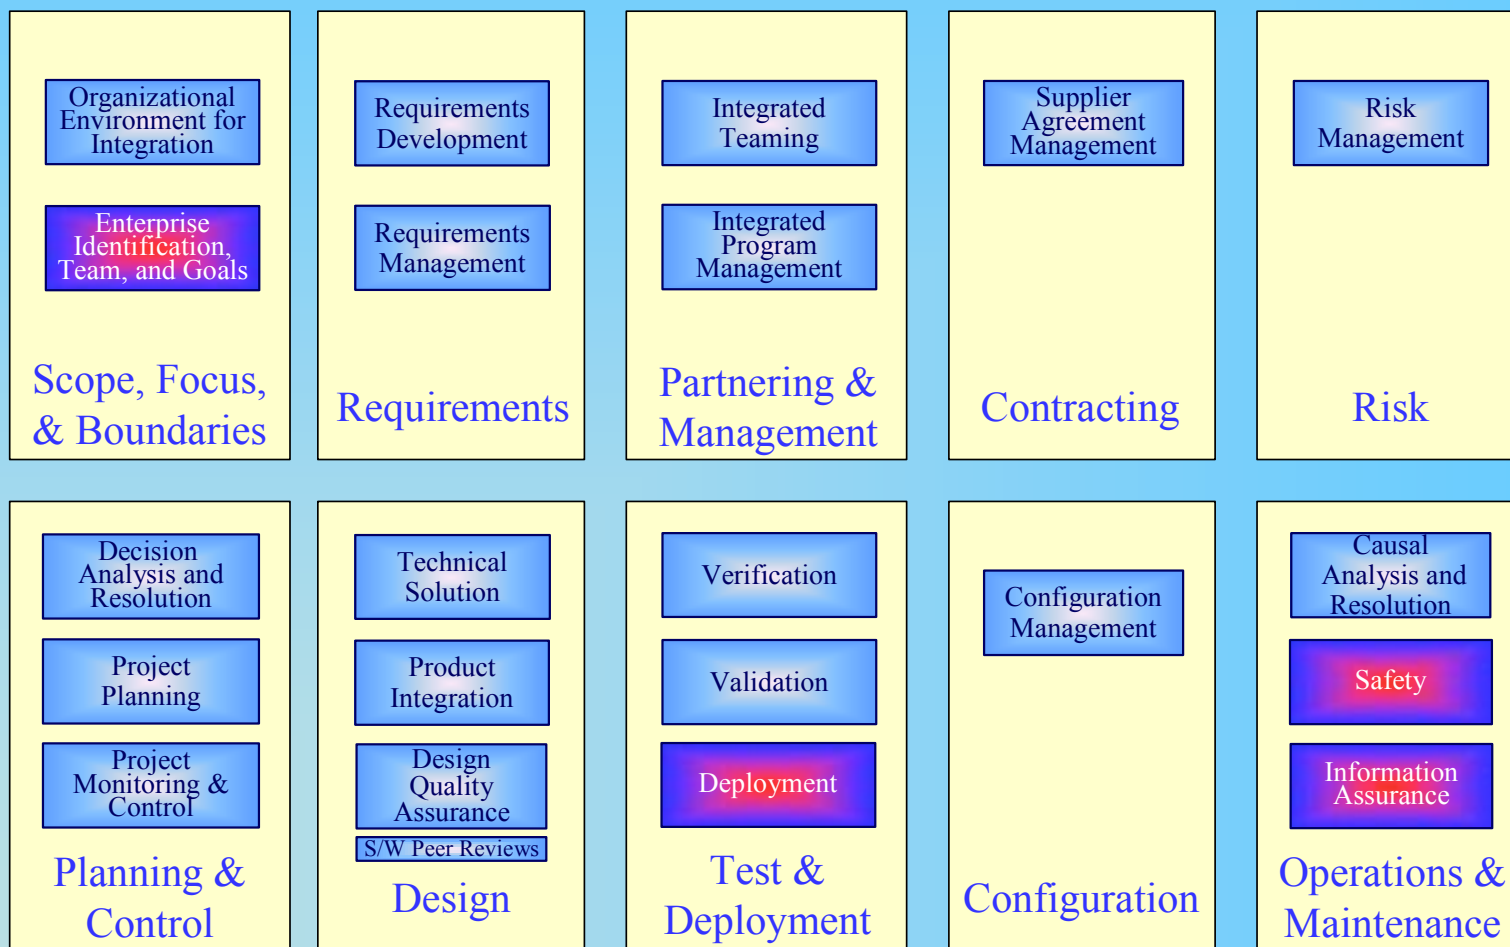 Organizational
Environment for
Integration
Enterprise
Identification,
Team, and Goals
Scope, Focus,
& Boundaries
Requirements
Development
Requirements
Management
Requirements
Integrated
Teaming
Integrated
Program
Management
Partnering &
Management
Supplier
Agreement
Management
Contracting
Risk
Management
Risk
Decision
Analysis and
Resolution
Project
Planning
Project
Monitoring &
Control
Planning &
Control
Technical
Solution
Product
Integration
Design
Quality
Assurance
S/W Peer Reviews
Design
Verification
Validation
Deployment
Test &
Deployment
Configuration
Management
Configuration
Causal
Analysis and
Resolution
Safety
Information
Assurance
Operations &
Maintenance